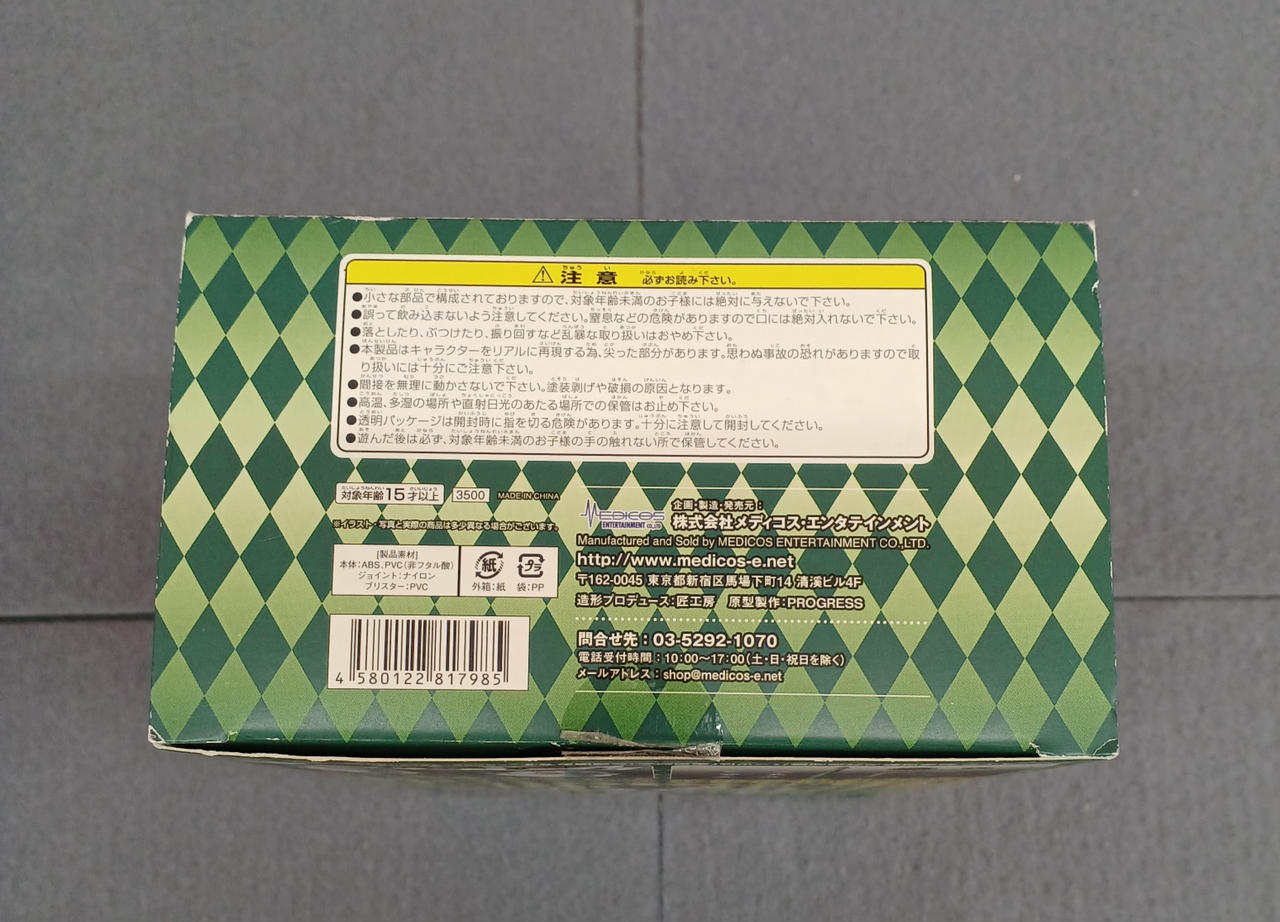 ⚠注意 必ずお読み下さい。
●小さな部品で構成されておりますので、対象年齢未満のお子様には絶対に与えないで下さい。
●誤って飲み込まないよう注意してください。窒息などの危険がありますので口には絶対入れないで下さい。
●落としたり、ぶつけたり、振り回すなど乱暴な取り扱いはおやめ下さい。
●本製品はキャラクターをリアルに再現する為、尖った部分があります。思わぬ事故の恐れがありますので取
り扱いには十分にご注意下さい。
●間接を無理に動かさないで下さい。塗装剥げや破損の原因となります。
●高温、多湿の場所や直射日光のあたる場所での保管はお止め下さい。
●透明パッケージは開封時に指を切る危険があります。十分に注意して開封してください。
●遊んだ後は必ず、対象年齢未満のお子様の手の触れない所で保管してください。
対象年齢15才以上 3500 MADE IN CHINA
※イラスト・写真と実際の商品は多少異なる場合がございます。
[製品素材]
本体:ABS、PVC(非フタル酸)
ジョイント:ナイロン
ブリスター:PVC
紙 プラ
外箱:紙 袋:PP
4 580122 817985
MEDICOS
ENTERTAINMENT CO.,LTD
企画・製造・発売元:
株式会社メディコス・エンタテインメント
Manufactured and Sold by MEDICOS ENTERTAINMENT CO.,LTD.
http://www.medicos-e.net
〒162-0045 東京都新宿区馬場下町14 清溪ビル4F
造形プロデュース:匠工房 原型製作:PROGRESS
問合せ先:03-5292-1070
電話受付時間:10:00〜17:00(土・日・祝日を除く)
メールアドレス:shop@medicos-e.net